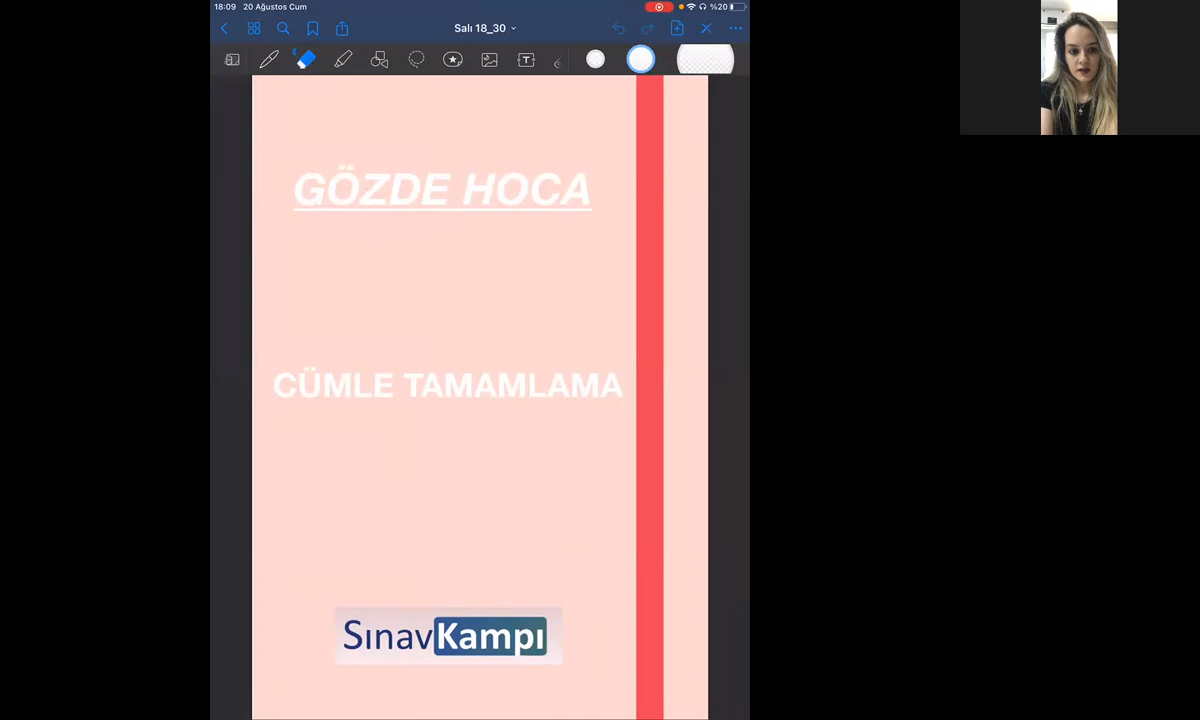 18:09 20 Ağustos Cum
%20
Salı 18_30
T
GÖZDE HOCA
CÜMLE TAMAMLAMA
SınavKampı